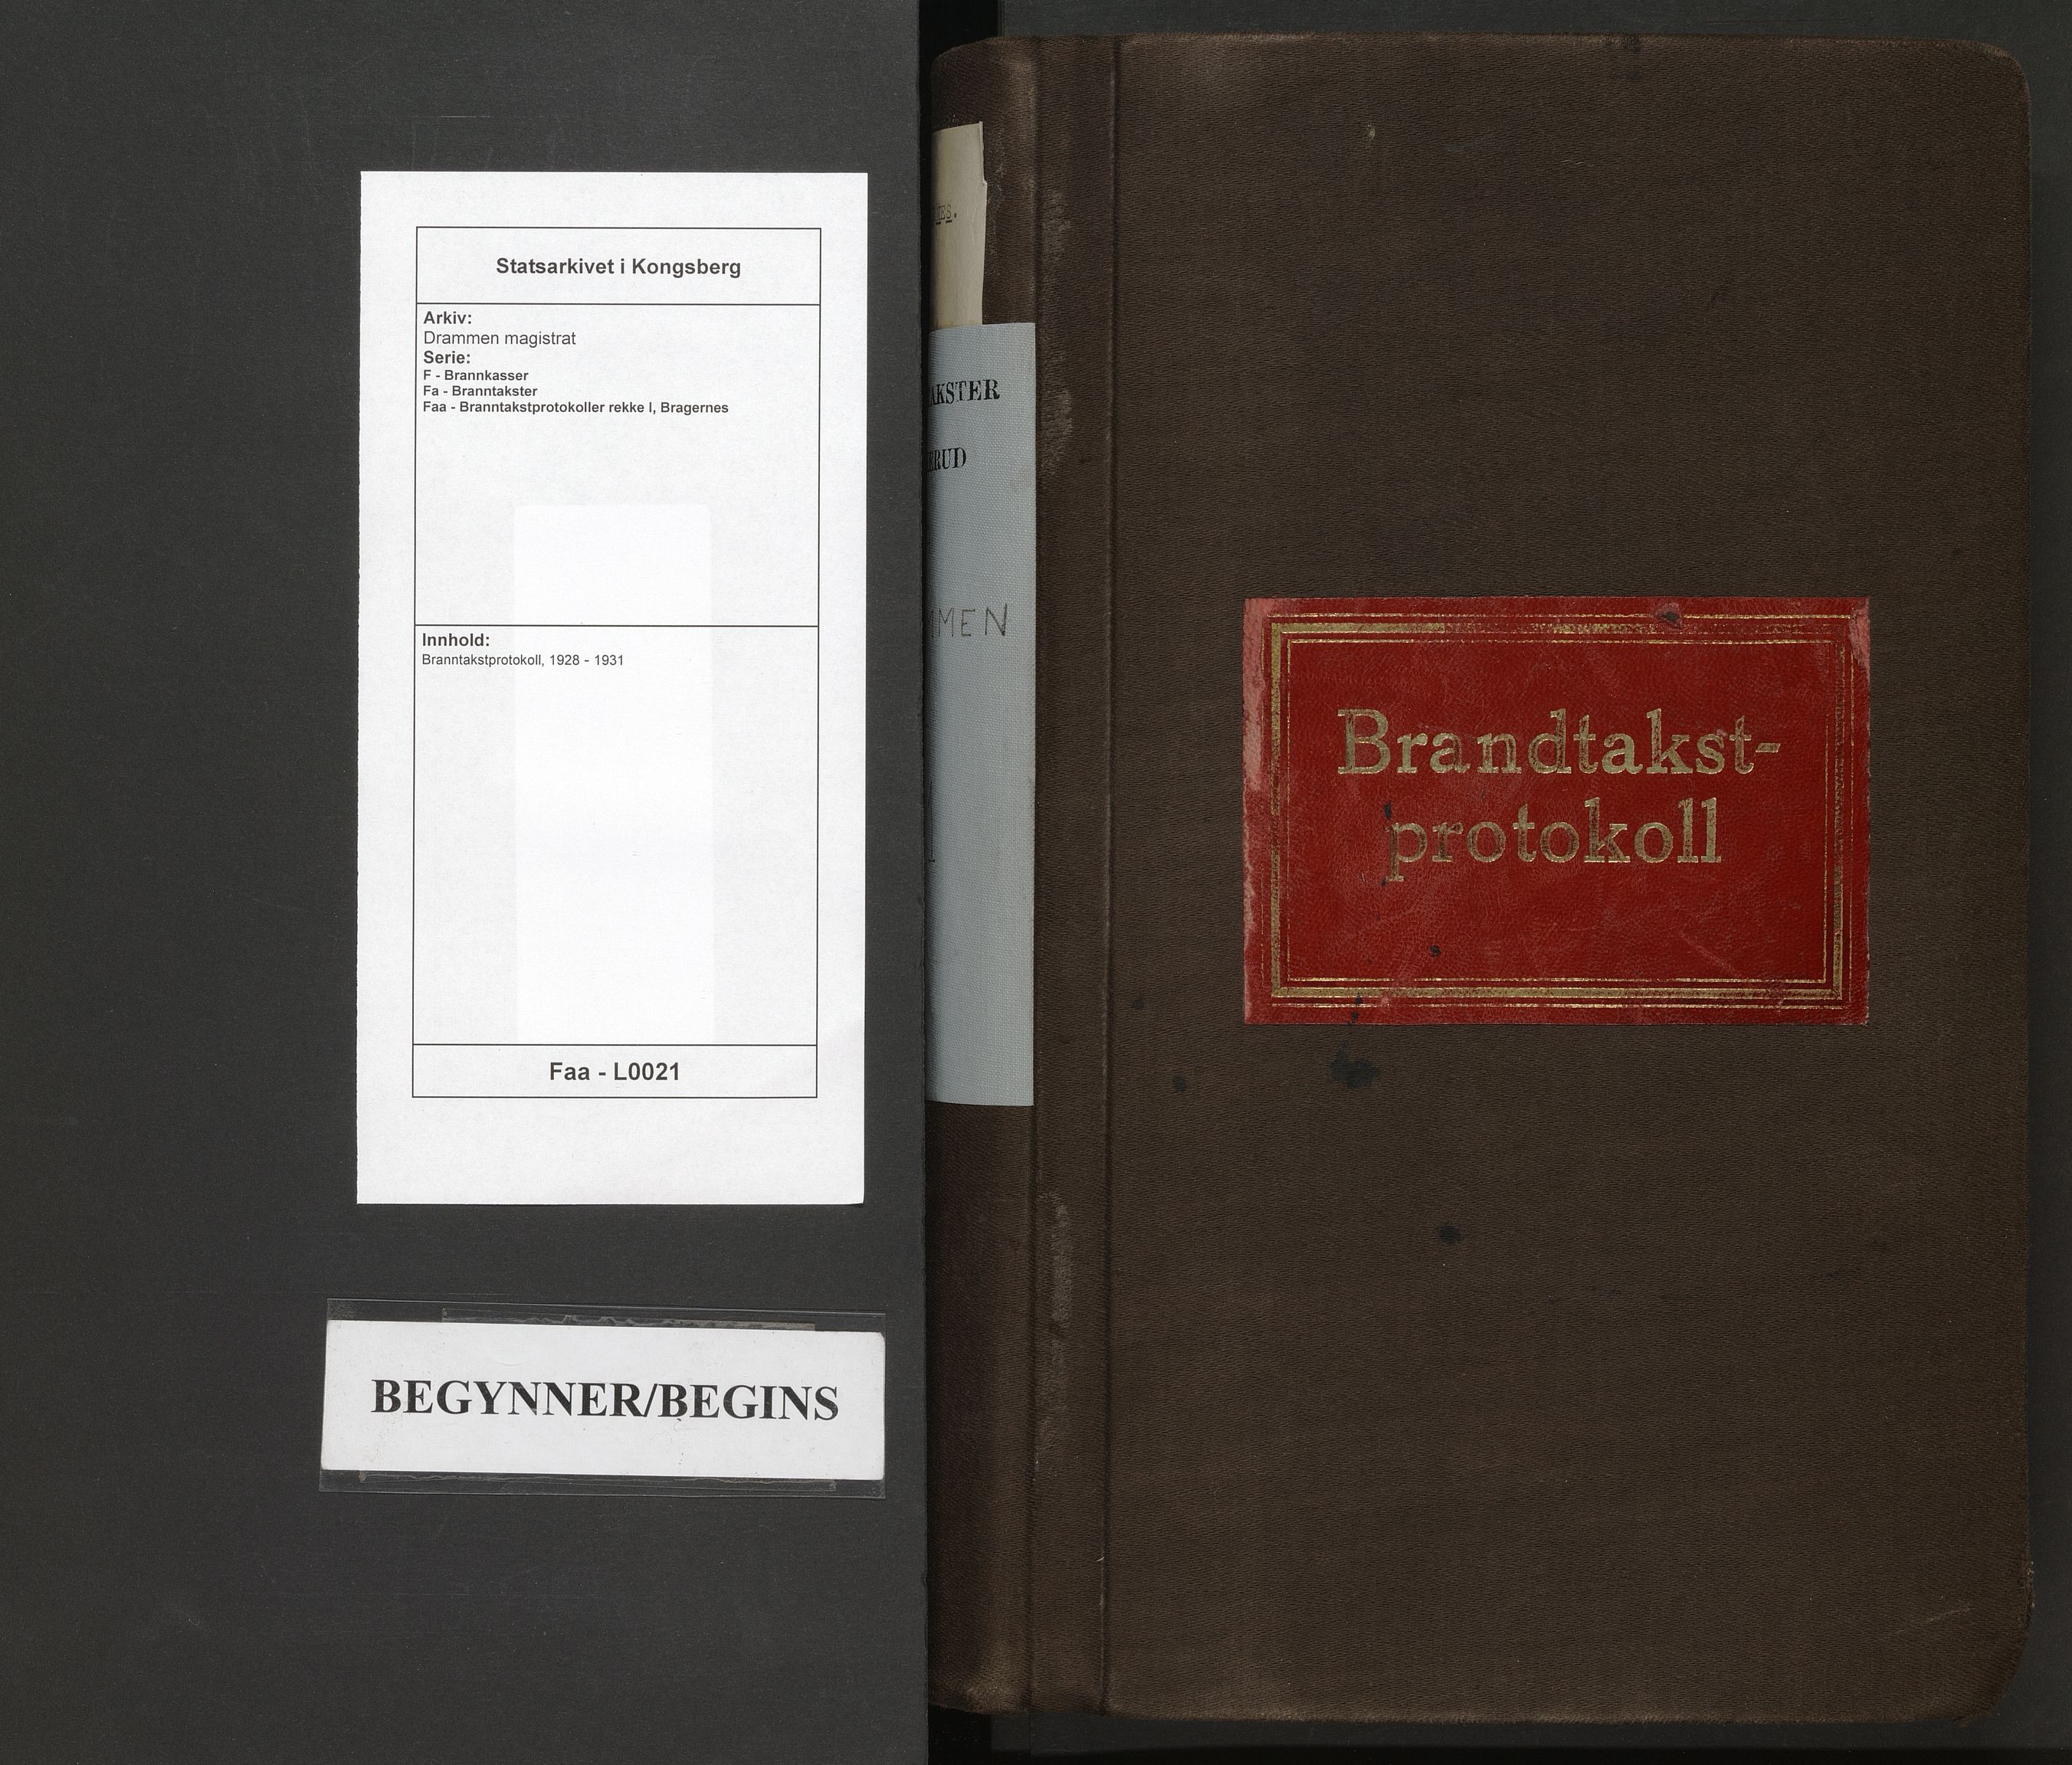 Statsarkivet i Kongsberg
Arkiv:
Drammen magistrat
Serie:
F - Brannkasser
Fa - Branntakster
Faa - Branntakstprotokoller rekke I, Bragernes
Innhold:
Branntakstprotokoll, 1928 - 1931
Faa - L0021
BEGYNNER/BEGINS
ES.
AKSTER
RUD
MEN
Brandtakst-
protokoll